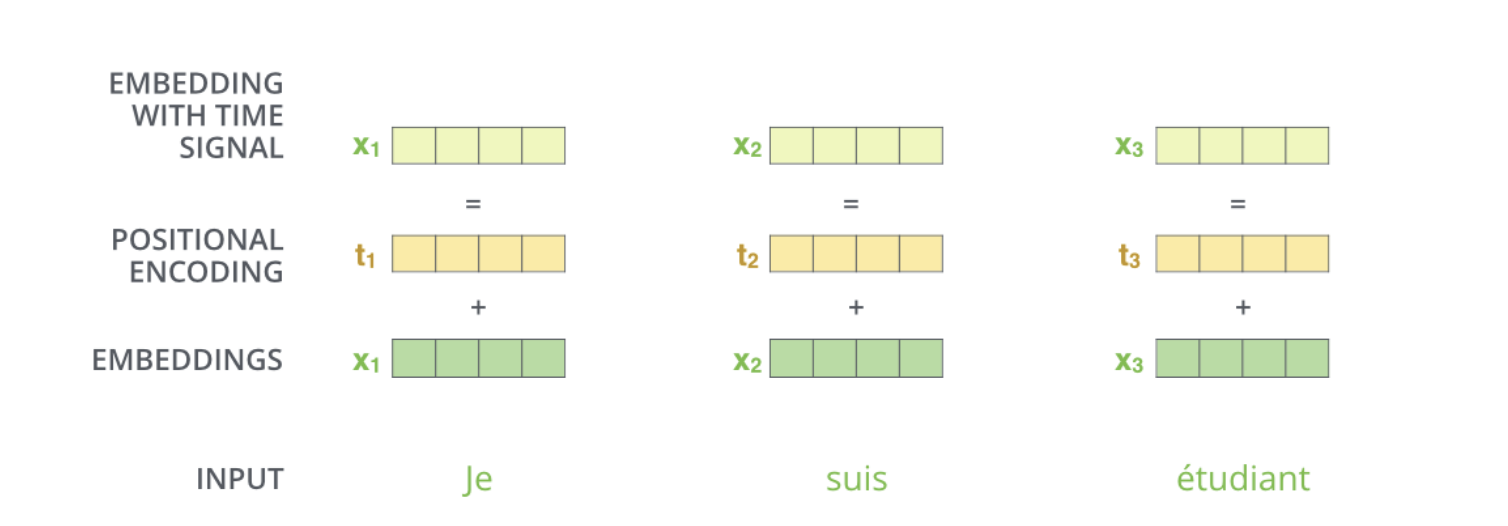 EMBEDDING
WITH TIME
SIGNAL
x1 x2 x3
= = =
POSITIONAL
ENCODING
t1 t2 t3
+ + +
EMBEDDINGS x1 x2 x3
INPUT Je suis étudiant